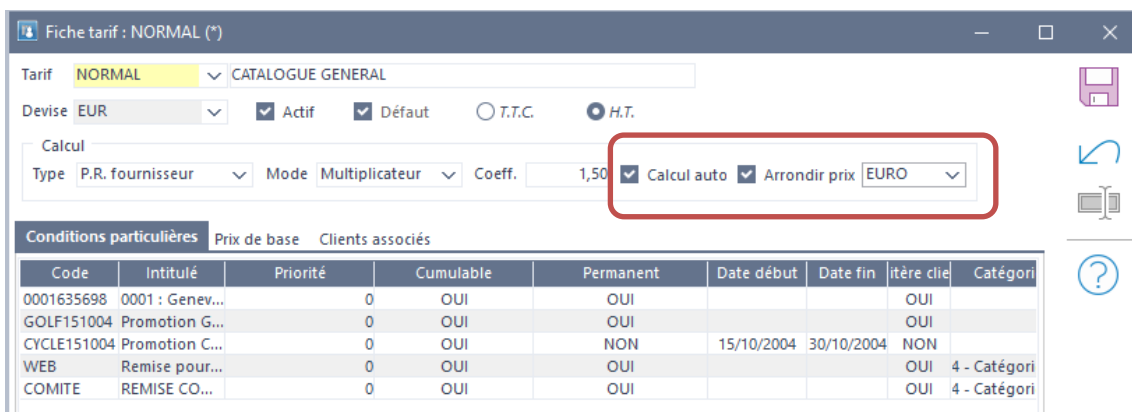 Fiche tarif : NORMAL (*)
Tarif NORMAL CATALOGUE GENERAL
Devise EUR Actif Défaut T.T.C. H.T.
Calcul
Type P.R. fournisseur Mode Multiplicateur Coeff. 1,50 Calcul auto Arrondir prix EURO
Conditions particulières Prix de base Clients associés
Code Intitulé Priorité Cumulable Permanent Date début Date fin itère clie Catégori
0001635698 0001 : Genev... 0 OUI OUI OUI
GOLF151004 Promotion G... 0 OUI OUI OUI
CYCLE151004 Promotion C... 0 OUI NON 15/10/2004 30/10/2004 NON
WEB Remise pour... 0 OUI OUI OUI 4 - Catégori
COMITE REMISE CO... 0 OUI OUI OUI 4 - Catégori